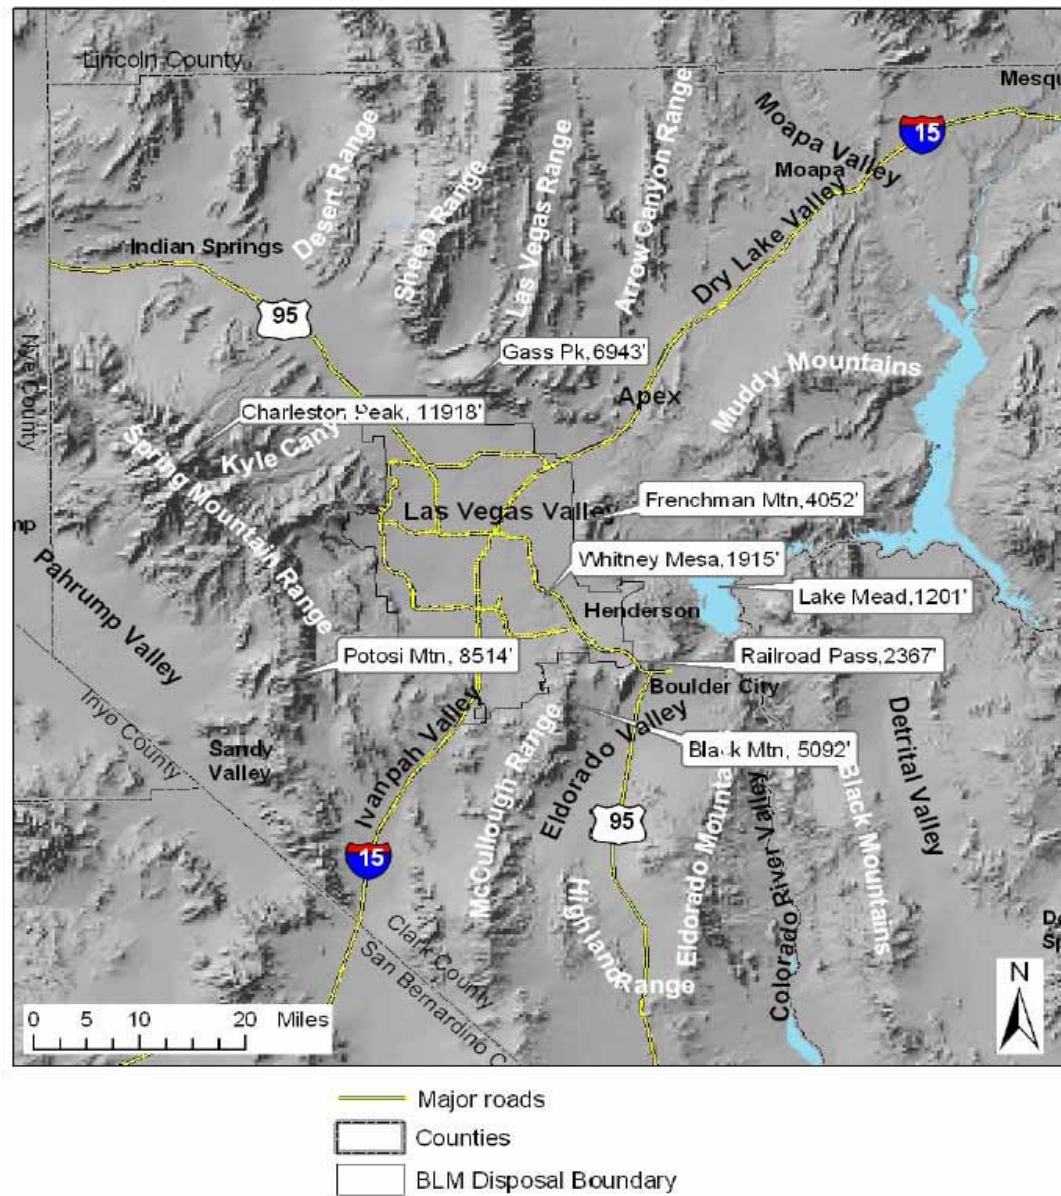 Lincoln County
Mesqu
15
Moapa Valley
Moapa
Desert Range
Sheep Range
Las Vegas Range
Arrow Canyon Range
Indian Springs
Dry Lake Valley
95
Nye County
Gass Pk,6943'
Apex
Muddy Mountains
Charleston Peak, 11918'
Kyle Cany
Spring Mountain Range
Las Vegas Valley
Frenchman Mtn,4052'
mp
Pahrump Valley
Whitney Mesa,1915'
Lake Mead,1201'
Henderson
Potosi Mtn, 8514'
Railroad Pass,2367'
Boulder City
Inyo County
Sandy
Valley
Ivanpah Valley
McCullough Range
Eldorado Valley
Black Mtn, 5092'
Detrital Valley
95
15
Eldorado Mounta
Colorado River Valley
Black Mountains
Highland Range
Clark County
San Bernardino C
N
0 5 10 20 Miles
Major roads
Counties
BLM Disposal Boundary